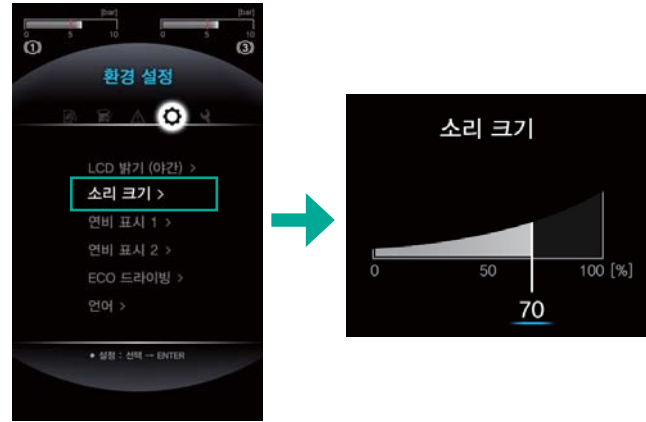 [bar] [bar]
0 5 10 0 5 10
(1) (3)
환경 설정
LCD 밝기 (야간) >
소리 크기 >
연비 표시 1 >
연비 표시 2 >
ECO 드라이빙 >
언어 >
• 설정 : 선택 → ENTER
소리 크기
0 50 100 [%]
70